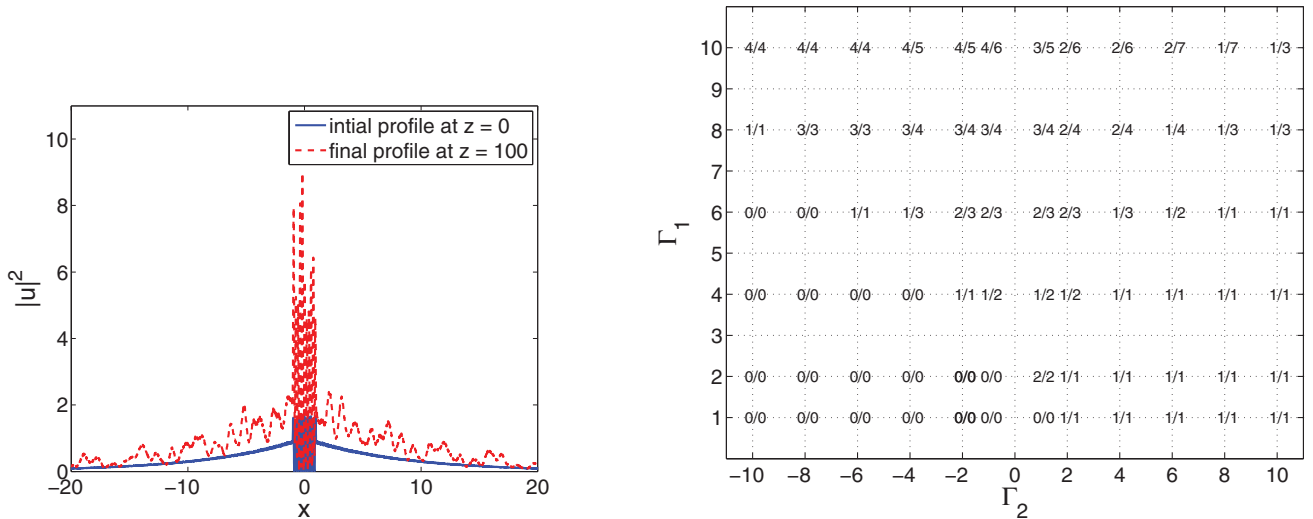 intial profile at z = 0
final profile at z = 100
10
8
6
4
2
0
−20
−10
0
10
20
x
|u|²
10
9
8
7
6
5
4
3
2
1
4/4 4/4 4/4 4/5 4/5 4/6 3/5 2/6 2/6 2/7 1/7 1/3
1/1 3/3 3/3 3/4 3/4 3/4 3/4 2/4 2/4 1/4 1/3 1/3
0/0 0/0 1/1 1/3 2/3 2/3 2/3 2/3 1/3 1/2 1/1 1/1
0/0 0/0 0/0 0/0 1/1 1/2 1/2 1/2 1/1 1/1 1/1 1/1
0/0 0/0 0/0 0/0 0/0 0/0 2/2 1/1 1/1 1/1 1/1 1/1
0/0 0/0 0/0 0/0 0/0 0/0 0/0 1/1 1/1 1/1 1/1 1/1
−10 −8 −6 −4 −2 0 2 4 6 8 10
Γ₁
Γ₂